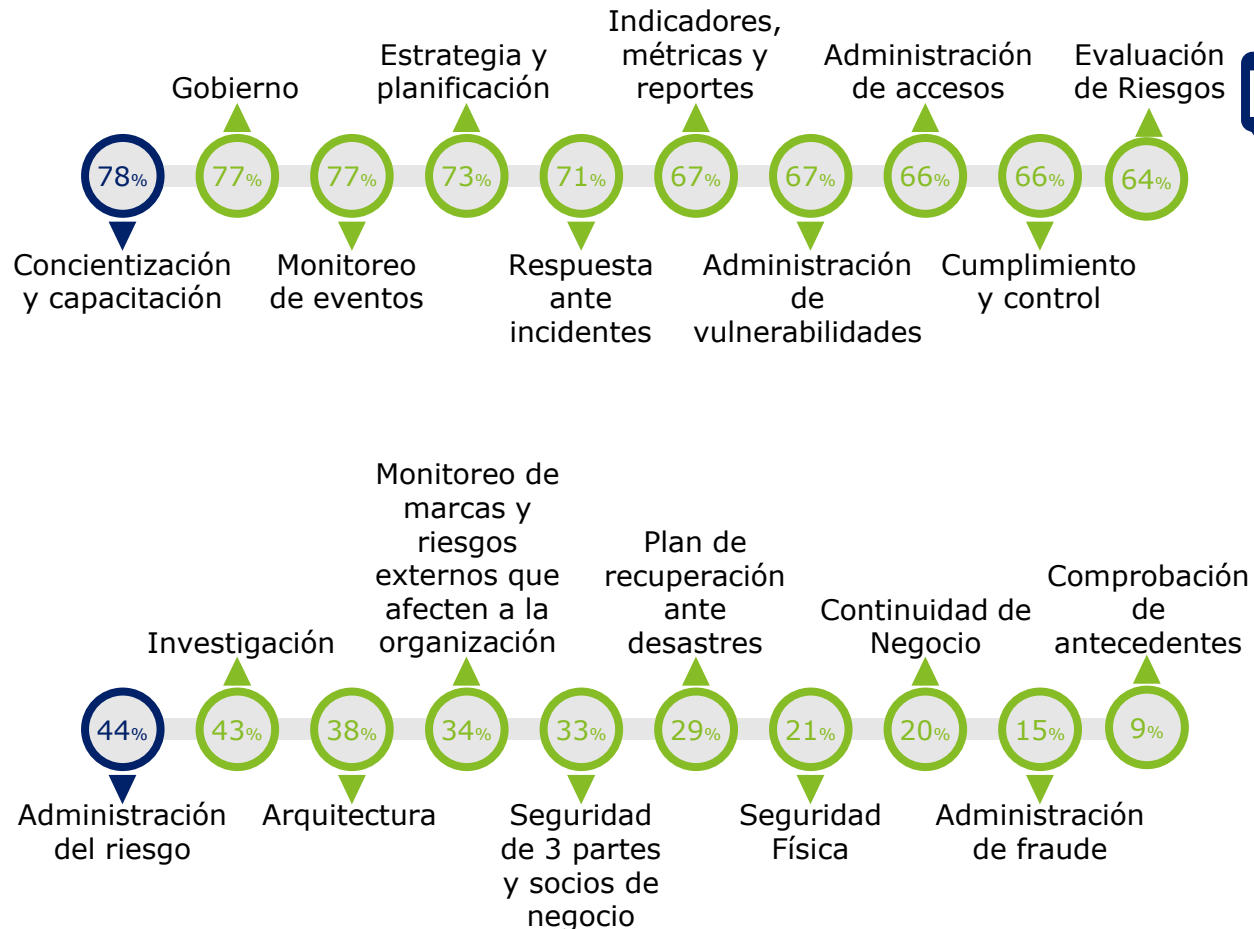 Indicadores,
métricas y
reportes
Estrategia y
planificación
Administración
de accesos
Evaluación
de Riesgos
Gobierno
78%
77%
77%
73%
71%
67%
67%
66%
66%
64%
Concientización
y capacitación
Monitoreo
de eventos
Respuesta
ante
incidentes
Administración
de
vulnerabilidades
Cumplimiento
y control
Monitoreo de
marcas y
riesgos
externos que
afecten a la
organización
Plan de
recuperación
ante
desastres
Comprobación
de
antecedentes
Continuidad de
Negocio
Investigación
44%
43%
38%
34%
33%
29%
21%
20%
15%
9%
Administración
del riesgo
Arquitectura
Seguridad
de 3 partes
y socios de
negocio
Seguridad
Física
Administración
de fraude